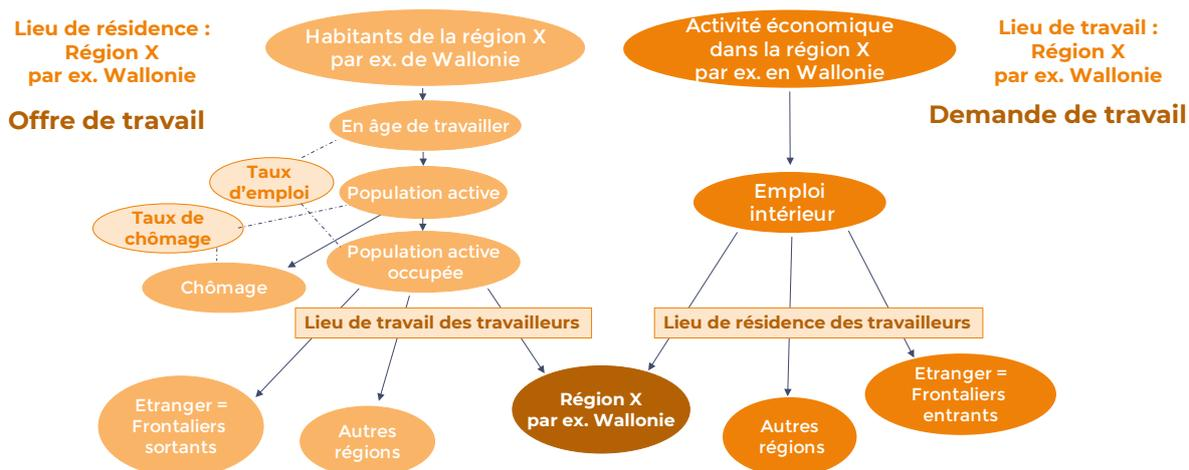 Lieu de résidence :
Région X
par ex. Wallonie
Offre de travail
Habitants de la région X
par ex. de Wallonie
En âge de travailler
Taux
d’emploi
Population active
Taux de
chômage
Population active
occupée
Chômage
Lieu de travail des travailleurs
Etranger =
Frontaliers
sortants
Autres
régions
Région X
par ex. Wallonie
Activité économique
dans la région X
par ex. en Wallonie
Lieu de travail :
Région X
par ex. Wallonie
Demande de travail
Emploi
intérieur
Lieu de résidence des travailleurs
Autres
régions
Etranger =
Frontaliers
entrants